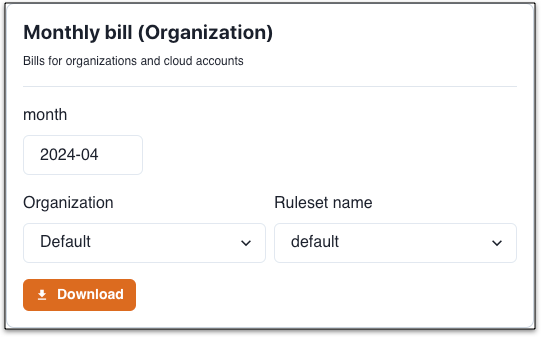 Monthly bill (Organization)
Bills for organizations and cloud accounts
month
2024-04
Organization
Ruleset name
Default
default
Download